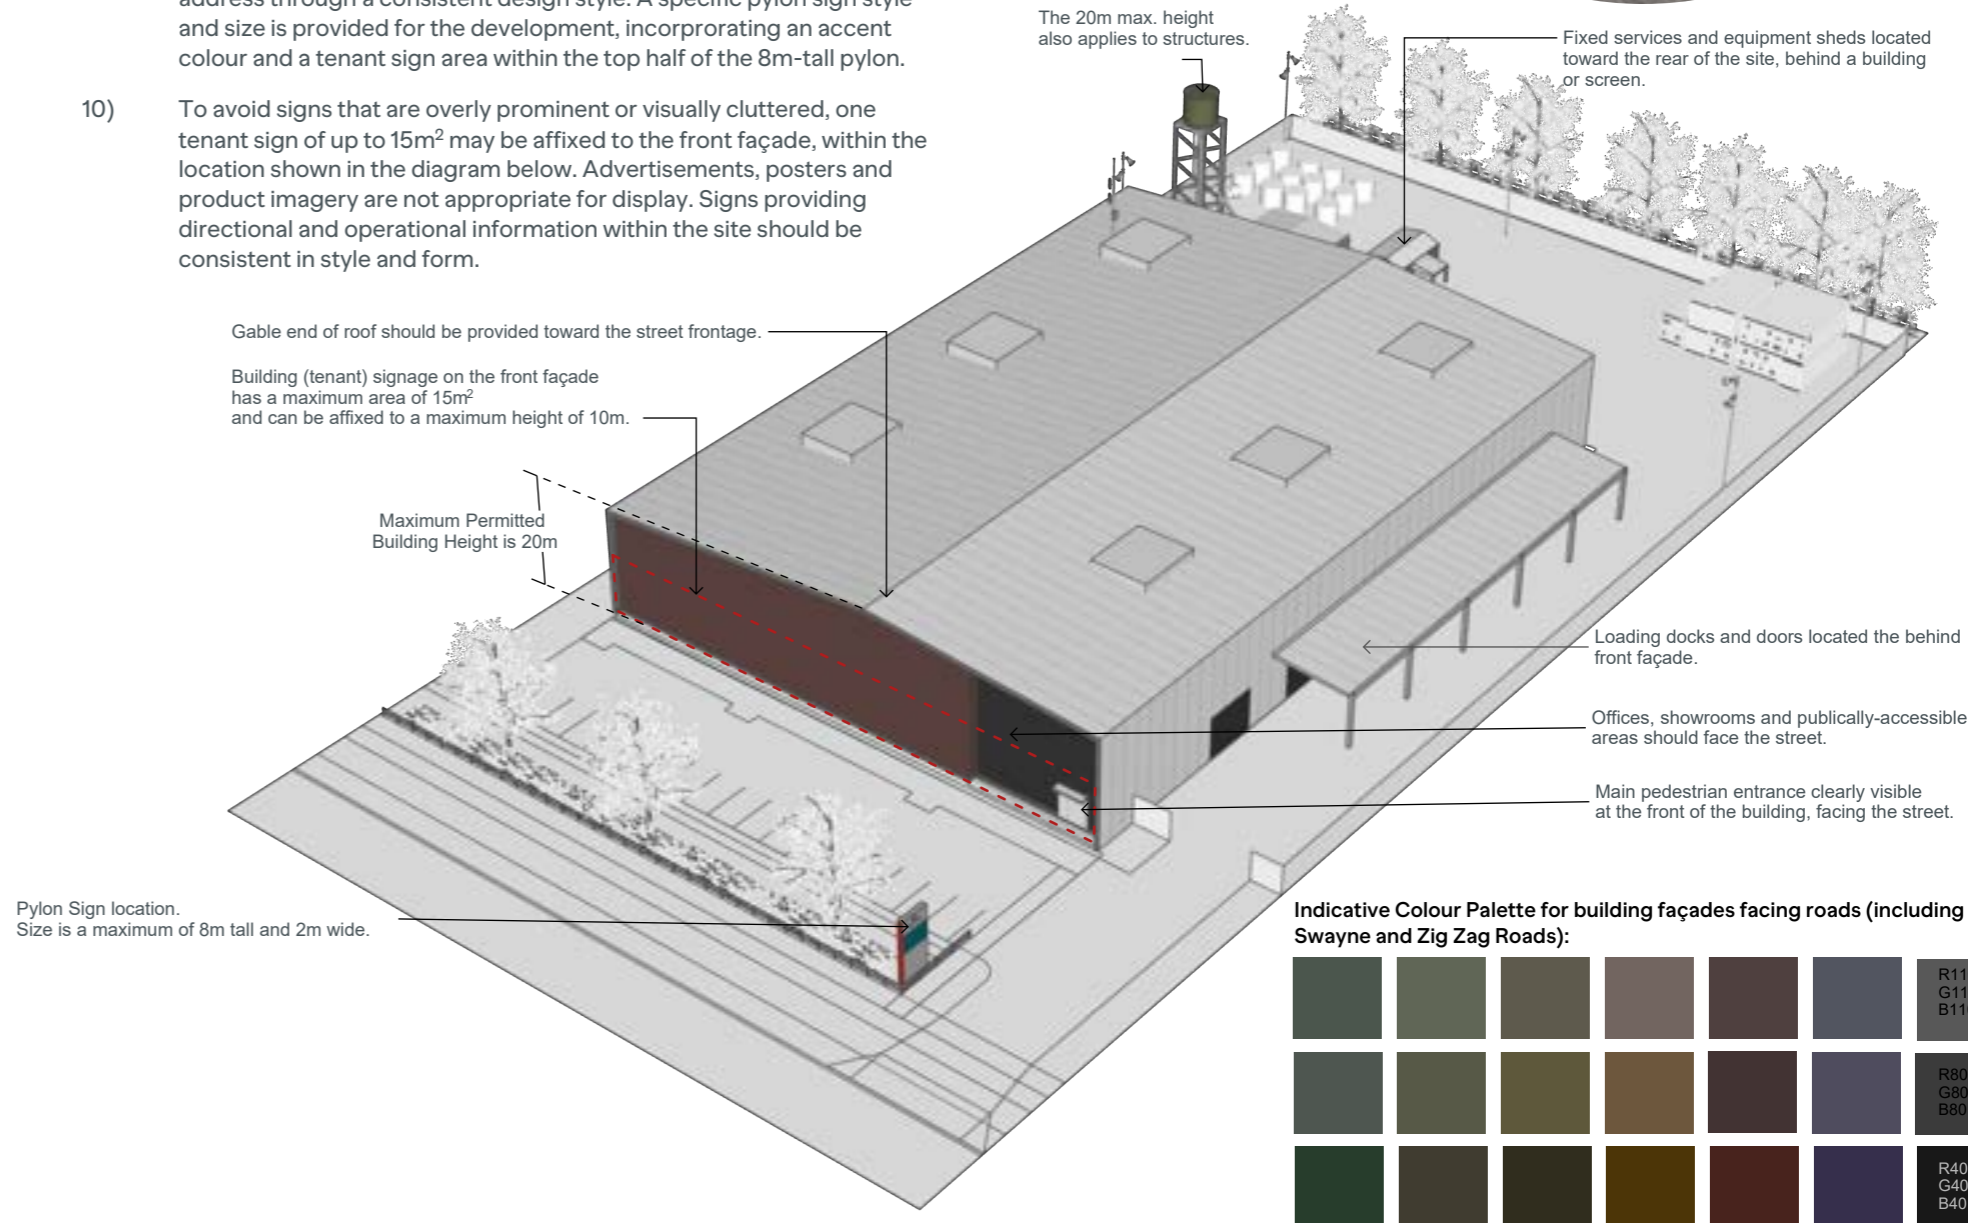 address through a consistent design style. A specific pylon sign style
and size is provided for the development, incorprorating an accent
colour and a tenant sign area within the top half of the 8m-tall pylon.
10) To avoid signs that are overly prominent or visually cluttered, one
tenant sign of up to 15m² may be affixed to the front façade, within the
location shown in the diagram below. Advertisements, posters and
product imagery are not appropriate for display. Signs providing
directional and operational information within the site should be
consistent in style and form.
The 20m max. height
also applies to structures.
Fixed services and equipment sheds located
toward the rear of the site, behind a building
or screen.
Gable end of roof should be provided toward the street frontage.
Building (tenant) signage on the front façade
has a maximum area of 15m²
and can be affixed to a maximum height of 10m.
Maximum Permitted
Building Height is 20m
Loading docks and doors located the behind
front façade.
Offices, showrooms and publically-accessible
areas should face the street.
Main pedestrian entrance clearly visible
at the front of the building, facing the street.
Pylon Sign location.
Size is a maximum of 8m tall and 2m wide.
Indicative Colour Palette for building façades facing roads (including
Swayne and Zig Zag Roads):
R80
G80
B80
R40
G40
B40